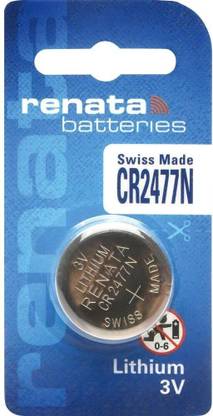 renata
batteries
renata
Swiss Made
CR2477N
3V
LITHIUM
RENATA
CR2477N
+
SWISS MADE
0-6
Lithium
3V